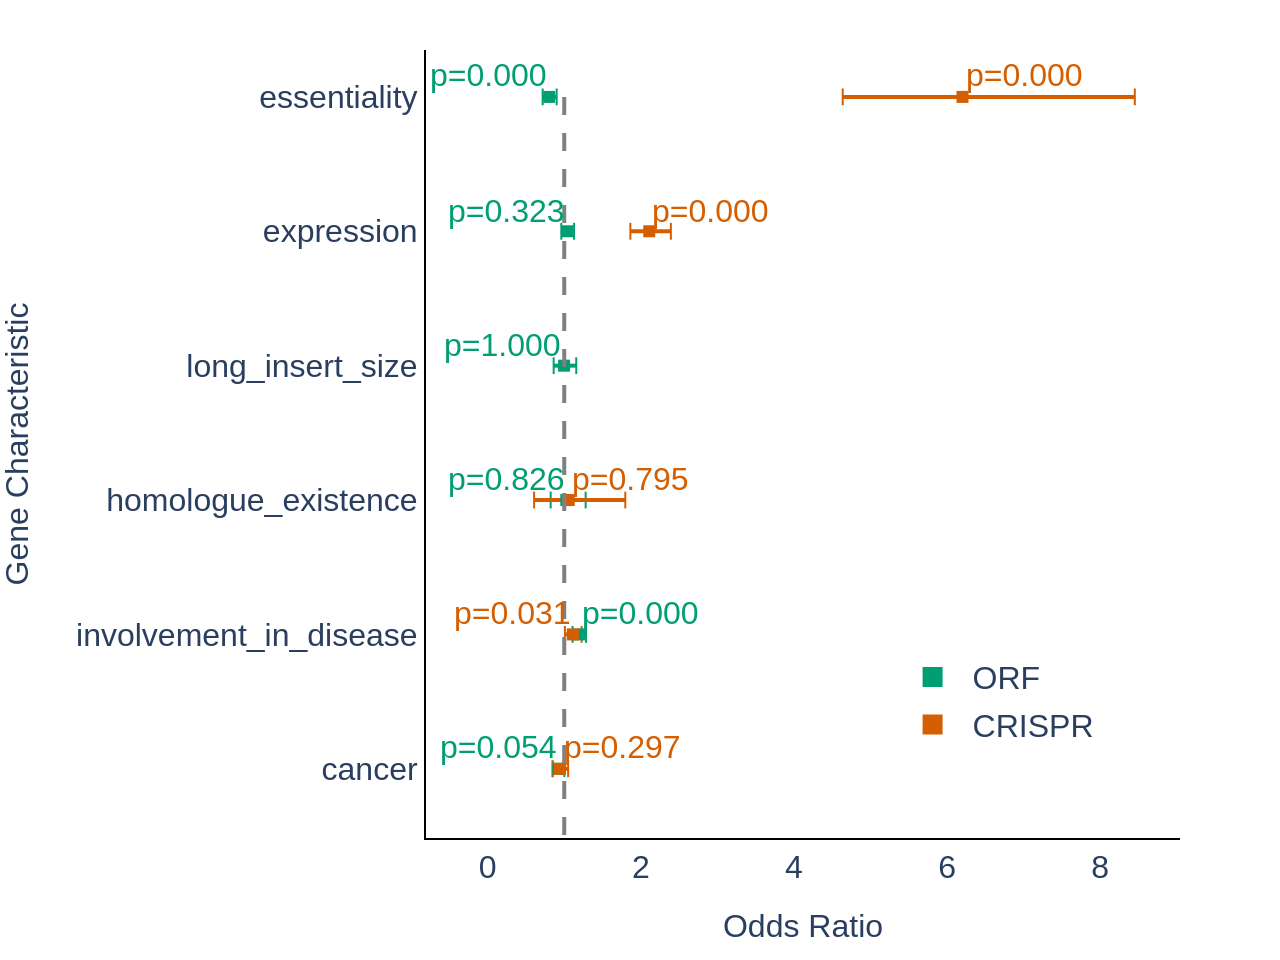 p=0.000 p=0.000
essentiality
p=0.323 p=0.000
expression
p=1.000
long_insert_size
p=0.826 p=0.795
homologue_existence
p=0.031 p=0.000
involvement_in_disease
p=0.054 p=0.297
cancer
Gene Characteristic
ORF
CRISPR
0 2 4 6 8
Odds Ratio